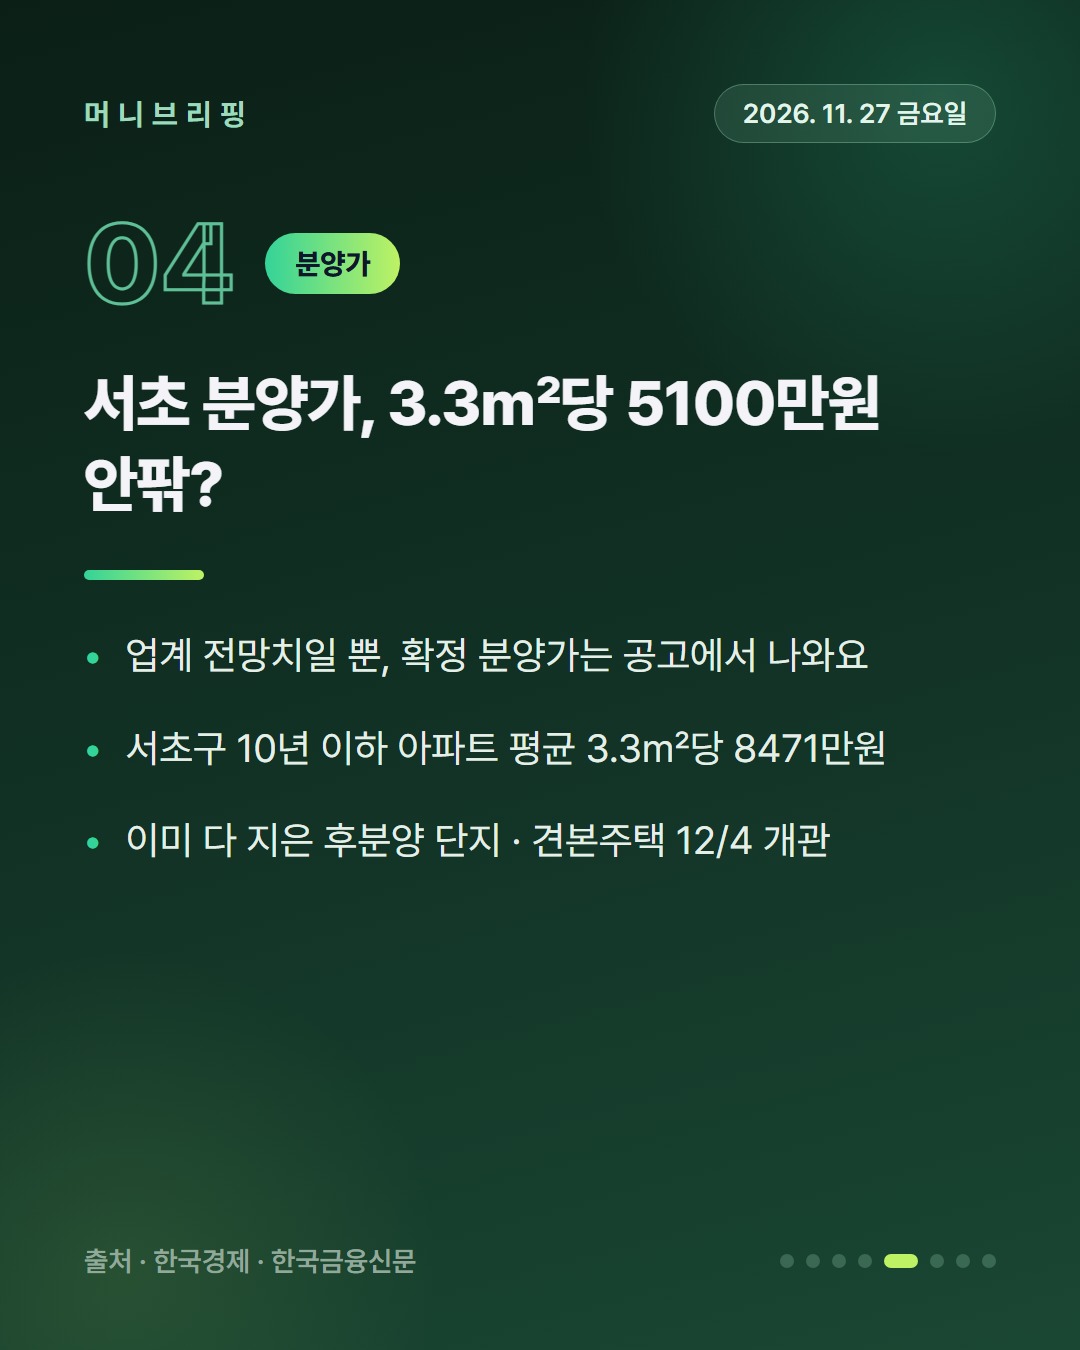 머니브리핑
2026. 11. 27 금요일
04
분양가
서초 분양가, 3.3m²당 5100만원
안팎?
• 업계 전망치일 뿐, 확정 분양가는 공고에서 나와요
• 서초구 10년 이하 아파트 평균 3.3m²당 8471만원
• 이미 다 지은 후분양 단지 · 견본주택 12/4 개관
출처 · 한국경제 · 한국금융신문